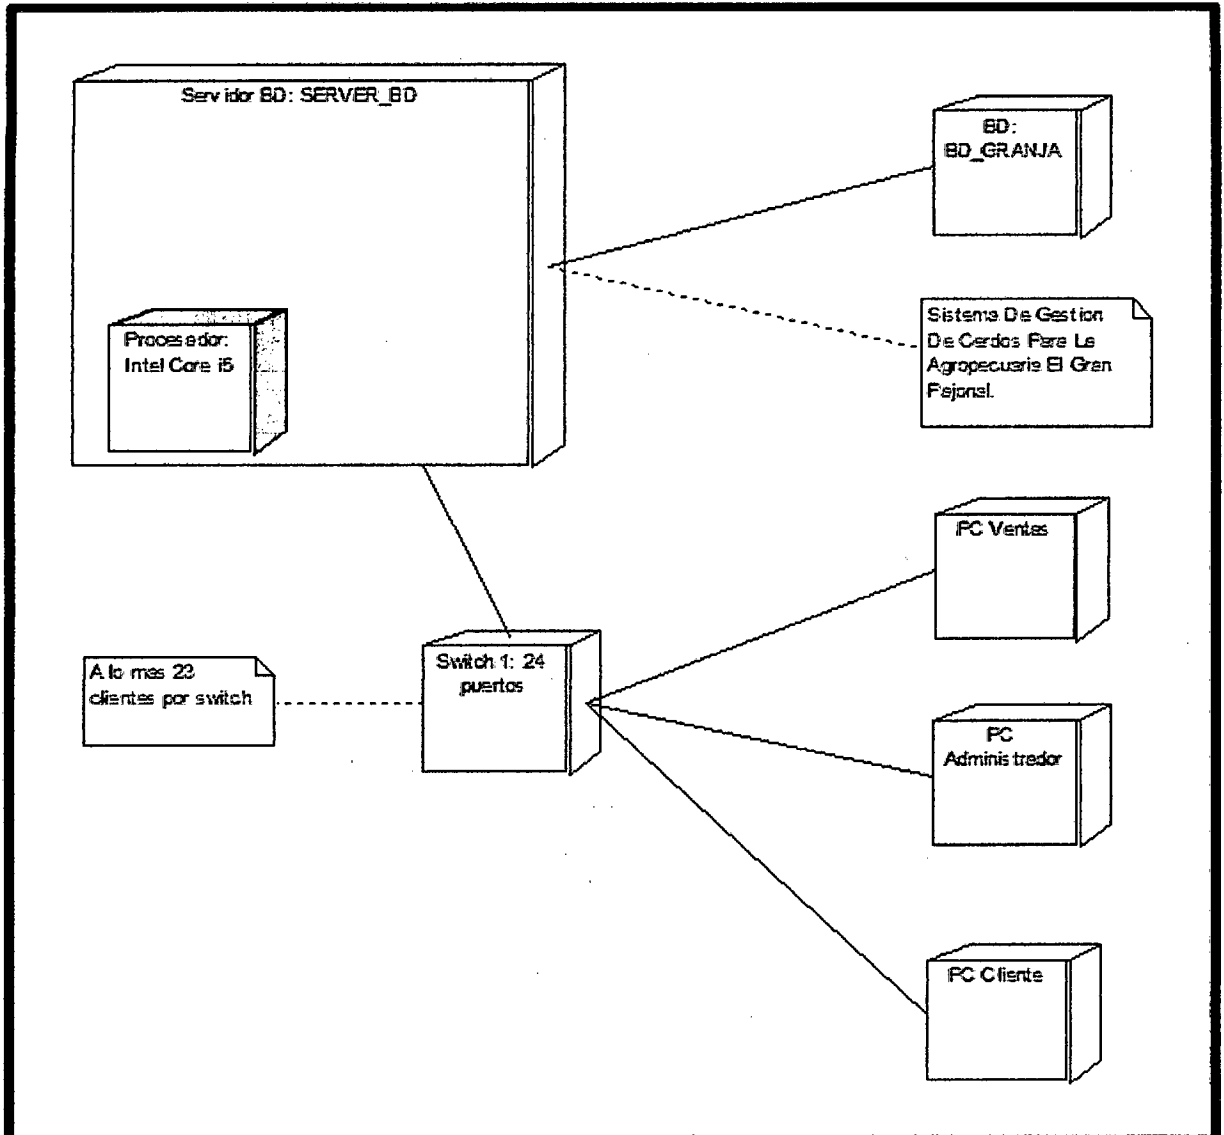 Servidor BD: SERVER_BD
BD:
BD_GRANJA
Procesador:
Intel Core i5
Sistema De Gestion
De Cerdos Para La
Agropecuaria El Gran
Pajonal.
PC Ventas
Switch 1: 24
puertos
A lo mas 23
clientes por switch
PC
Administrador
PC Cliente